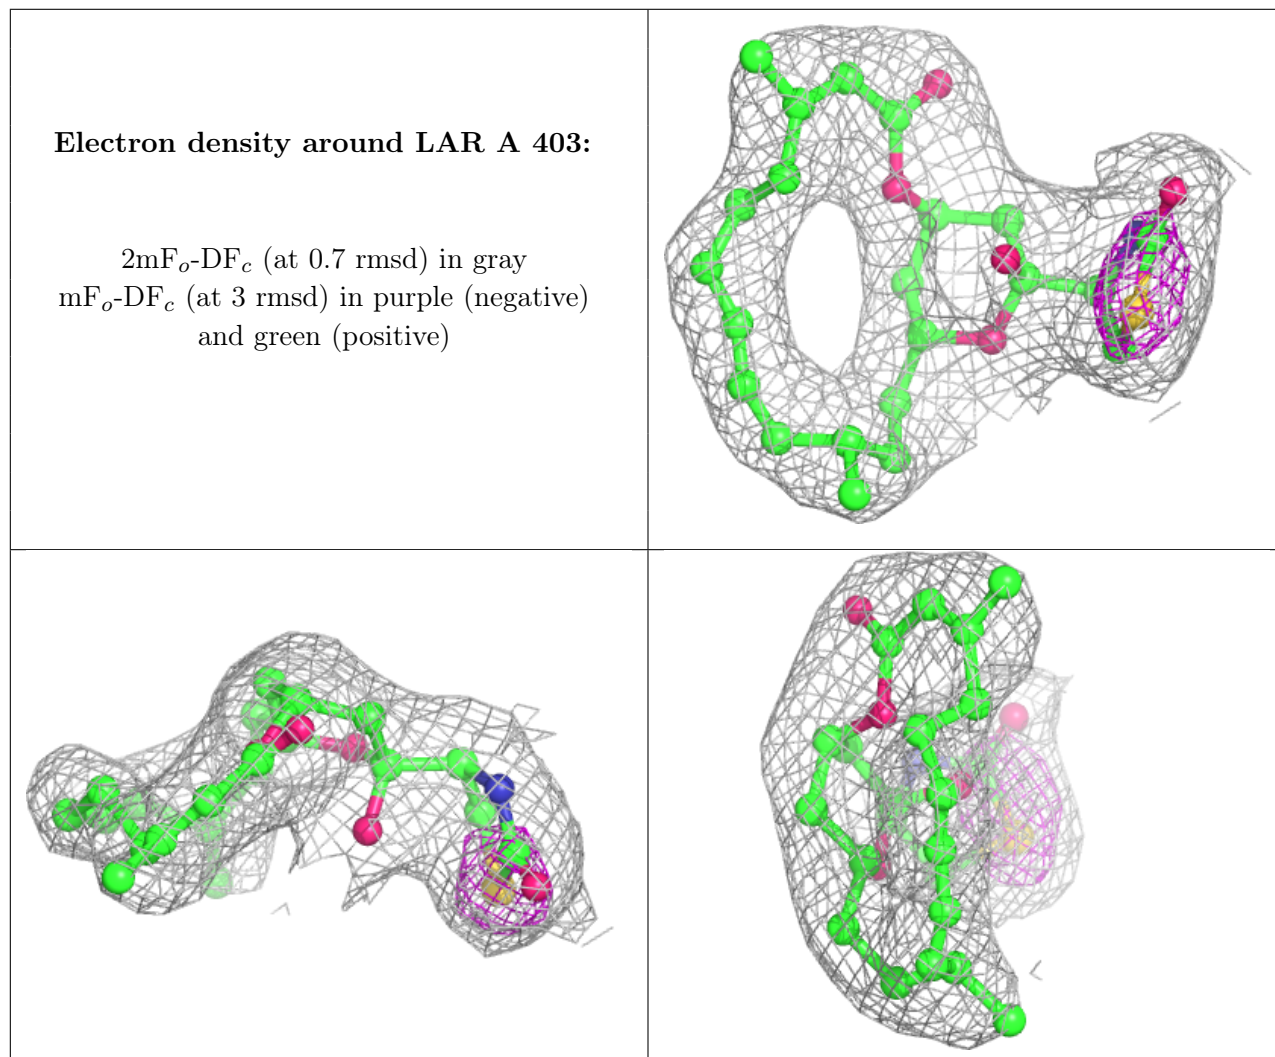 Electron density around LAR A 403:
2mFₒ-DF𝒸 (at 0.7 rmsd) in gray
mFₒ-DF𝒸 (at 3 rmsd) in purple (negative)
and green (positive)